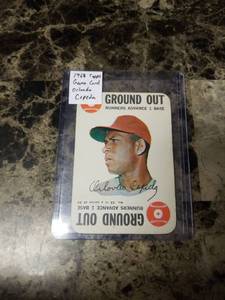 1968 Topps
Game Card
Orlando
Cepeda
GROUND OUT
RUNNERS ADVANCE 1 BASE
Orlando Cepeda
GROUND OUT
RUNNERS ADVANCE 1 BASE